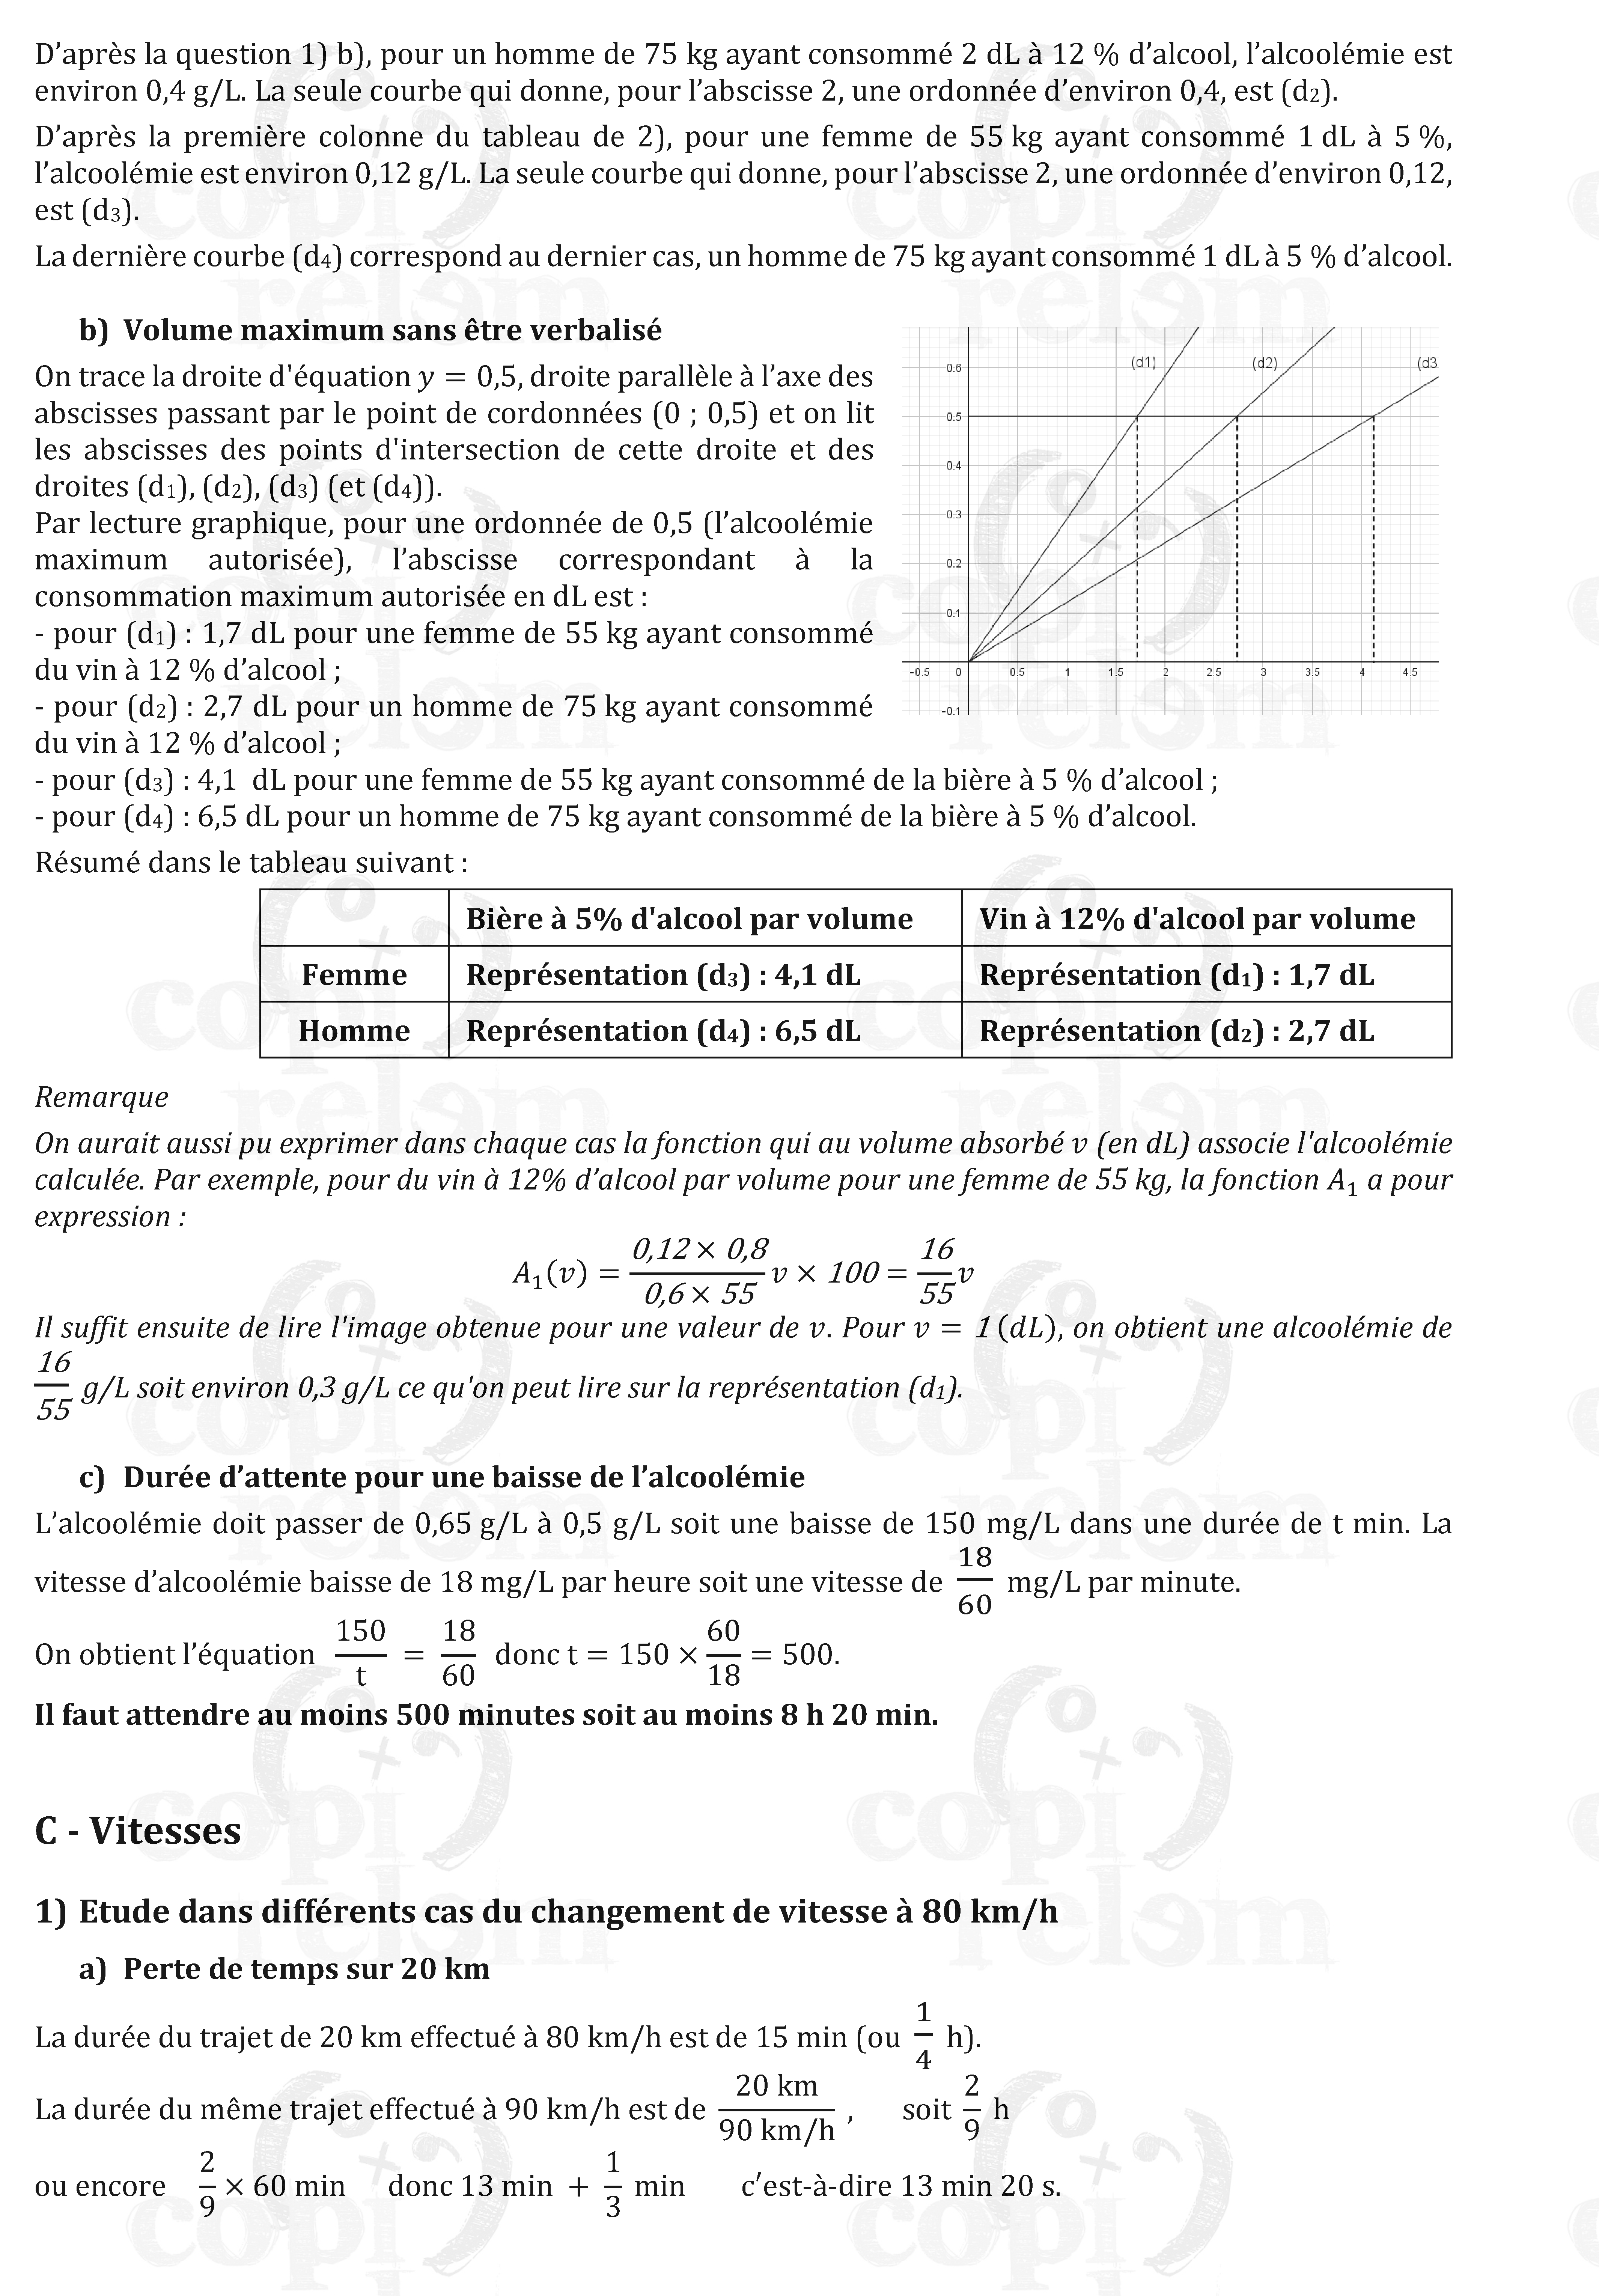 D'après la question 1) b), pour un homme de 75 kg ayant consommé 2 dL à 12 % d'alcool, l'alcoolémie est
environ 0,4 g/L. La seule courbe qui donne, pour l'abscisse 2, une ordonnée d'environ 0,4, est (d2).
D'après la première colonne du tableau de 2), pour une femme de 55 kg ayant consommé 1 dL à 5 %,
l'alcoolémie est environ 0,12 g/L. La seule courbe qui donne, pour l'abscisse 2, une ordonnée d'environ 0,12,
est (d3).
La dernière courbe (d4) correspond au dernier cas, un homme de 75 kg ayant consommé 1 dL à 5 % d'alcool.
b) Volume maximum sans être verbalisé
On trace la droite d'équation y = 0,5, droite parallèle à l'axe des
abscisses passant par le point de cordonnées (0 ; 0,5) et on lit
les abscisses des points d'intersection de cette droite et des
droites (d1), (d2), (d3) (et (d4)).
Par lecture graphique, pour une ordonnée de 0,5 (l'alcoolémie
maximum autorisée), l'abscisse correspondant à la
consommation maximum autorisée en dL est :
- pour (d1) : 1,7 dL pour une femme de 55 kg ayant consommé
du vin à 12 % d'alcool ;
- pour (d2) : 2,7 dL pour un homme de 75 kg ayant consommé
du vin à 12 % d'alcool ;
(d1) (d2) (d3
0.6
0.5
0.4
0.3
0.2
0.1
-0.5 0 0.5 1 1.5 2 2.5 3 3.5 4 4.5
-0.1
- pour (d3) : 4,1 dL pour une femme de 55 kg ayant consommé de la bière à 5 % d'alcool ;
- pour (d4) : 6,5 dL pour un homme de 75 kg ayant consommé de la bière à 5 % d'alcool.
Résumé dans le tableau suivant :
Bière à 5% d'alcool par volume Vin à 12% d'alcool par volume
Femme Représentation (d3) : 4,1 dL Représentation (d1) : 1,7 dL
Homme Représentation (d4) : 6,5 dL Représentation (d2) : 2,7 dL
Remarque
On aurait aussi pu exprimer dans chaque cas la fonction qui au volume absorbé v (en dL) associe l'alcoolémie
calculée. Par exemple, pour du vin à 12% d'alcool par volume pour une femme de 55 kg, la fonction A₁ a pour
expression :
A₁(v) = (0,12 × 0,8)/(0,6 × 55) v × 100 = 16/55 v
Il suffit ensuite de lire l'image obtenue pour une valeur de v. Pour v = 1 (dL), on obtient une alcoolémie de
16/55 g/L soit environ 0,3 g/L ce qu'on peut lire sur la représentation (d1).
c) Durée d'attente pour une baisse de l'alcoolémie
L'alcoolémie doit passer de 0,65 g/L à 0,5 g/L soit une baisse de 150 mg/L dans une durée de t min. La
vitesse d'alcoolémie baisse de 18 mg/L par heure soit une vitesse de 18/60 mg/L par minute.
On obtient l'équation 150/t = 18/60 donc t = 150 × 60/18 = 500.
Il faut attendre au moins 500 minutes soit au moins 8 h 20 min.
C - Vitesses
1) Etude dans différents cas du changement de vitesse à 80 km/h
a) Perte de temps sur 20 km
La durée du trajet de 20 km effectué à 80 km/h est de 15 min (ou 1/4 h).
La durée du même trajet effectué à 90 km/h est de 20 km/90 km/h , soit 2/9 h
ou encore 2/9 × 60 min donc 13 min + 1/3 min c'est-à-dire 13 min 20 s.